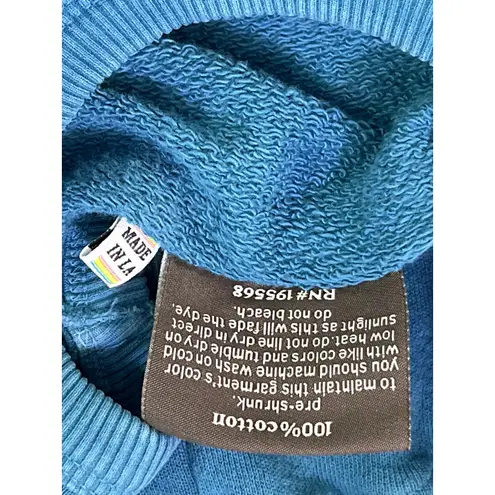 MADE
IN LA
100% cotton
pre-shrunk.
to maintain this garment's color
you should machine wash on cold
with like colors and tumble dry on
low heat. do not line dry in direct
sunlight as this will fade the dye.
do not bleach.
RN#195568